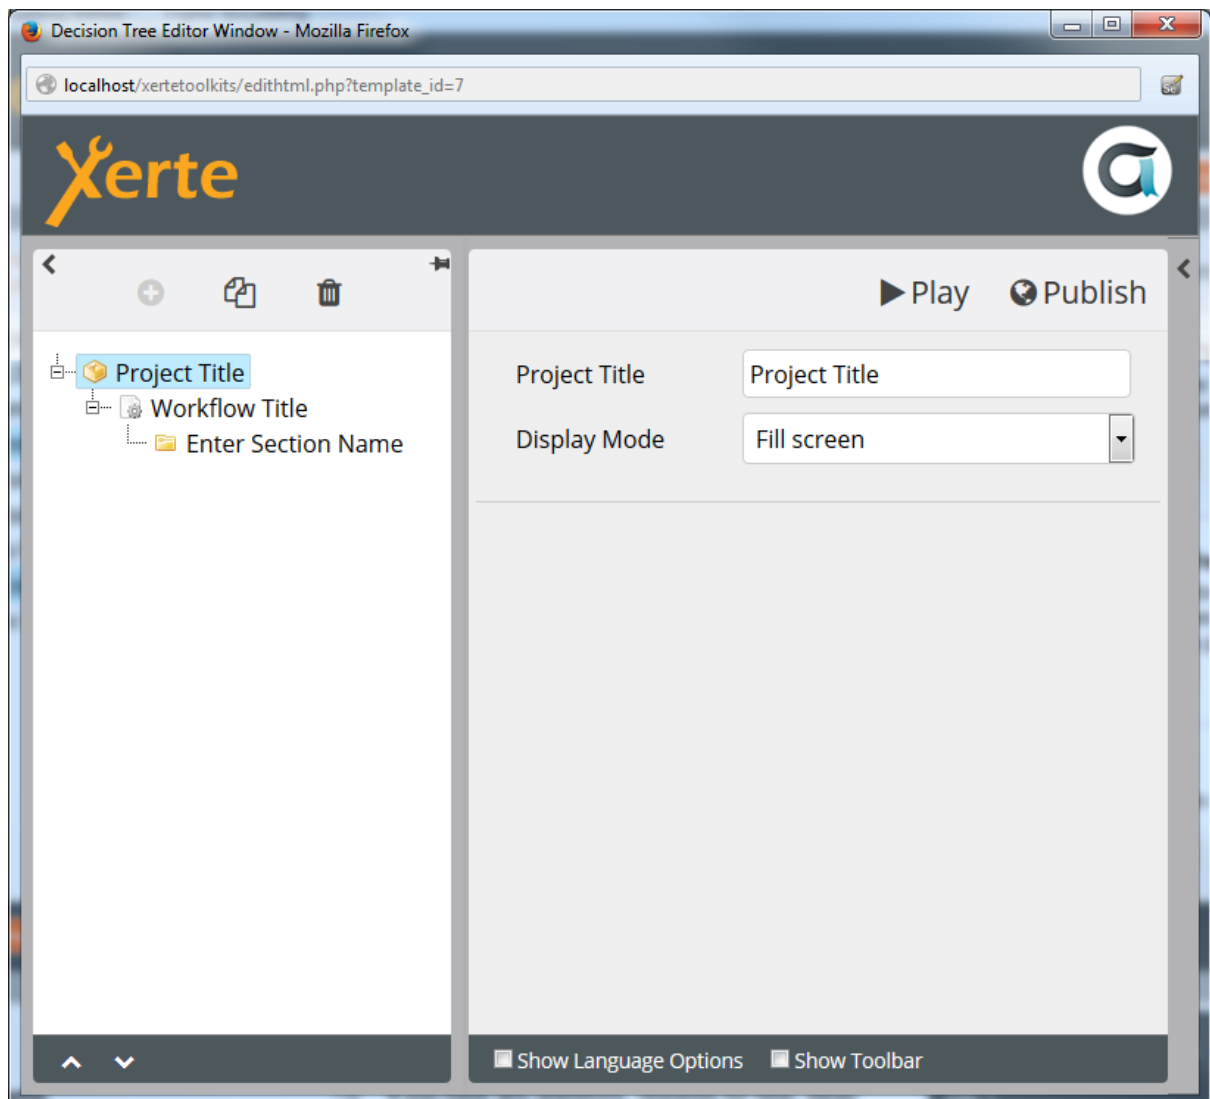 Decision Tree Editor Window - Mozilla Firefox
localhost/xertetoolkits/edithtml.php?template_id=7
Xerte
Play Publish
Project Title
Workflow Title
Enter Section Name
Project Title Project Title
Display Mode Fill screen
Show Language Options Show Toolbar